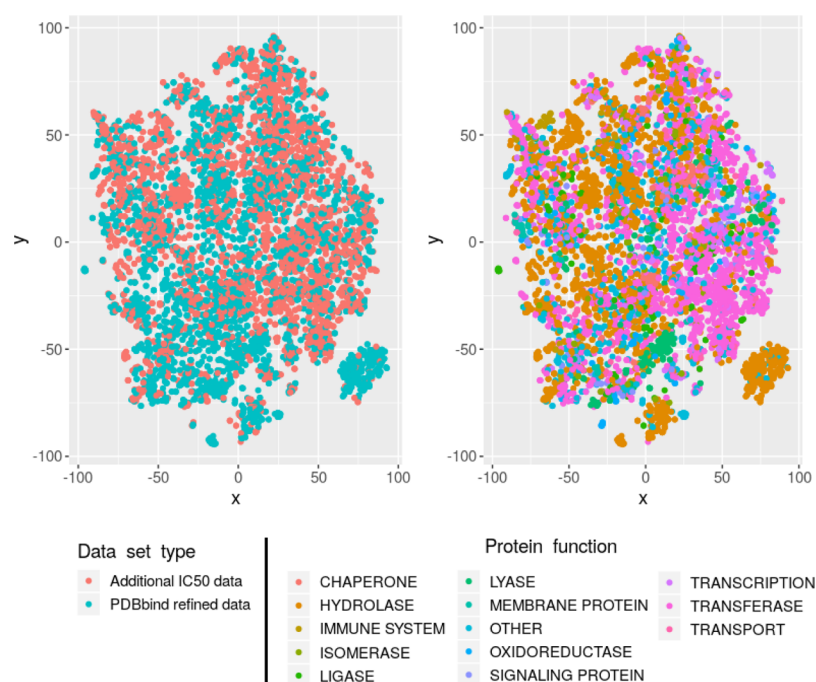 100
50
0
-50
-100
y
-100 -50 0 50 100
x
100
50
0
-50
-100
y
-100 -50 0 50 100
x
Data set type
Additional IC50 data
PDBbind refined data
Protein function
CHAPERONE
HYDROLASE
IMMUNE SYSTEM
ISOMERASE
LIGASE
LYASE
MEMBRANE PROTEIN
OTHER
OXIDOREDUCTASE
SIGNALING PROTEIN
TRANSCRIPTION
TRANSFERASE
TRANSPORT